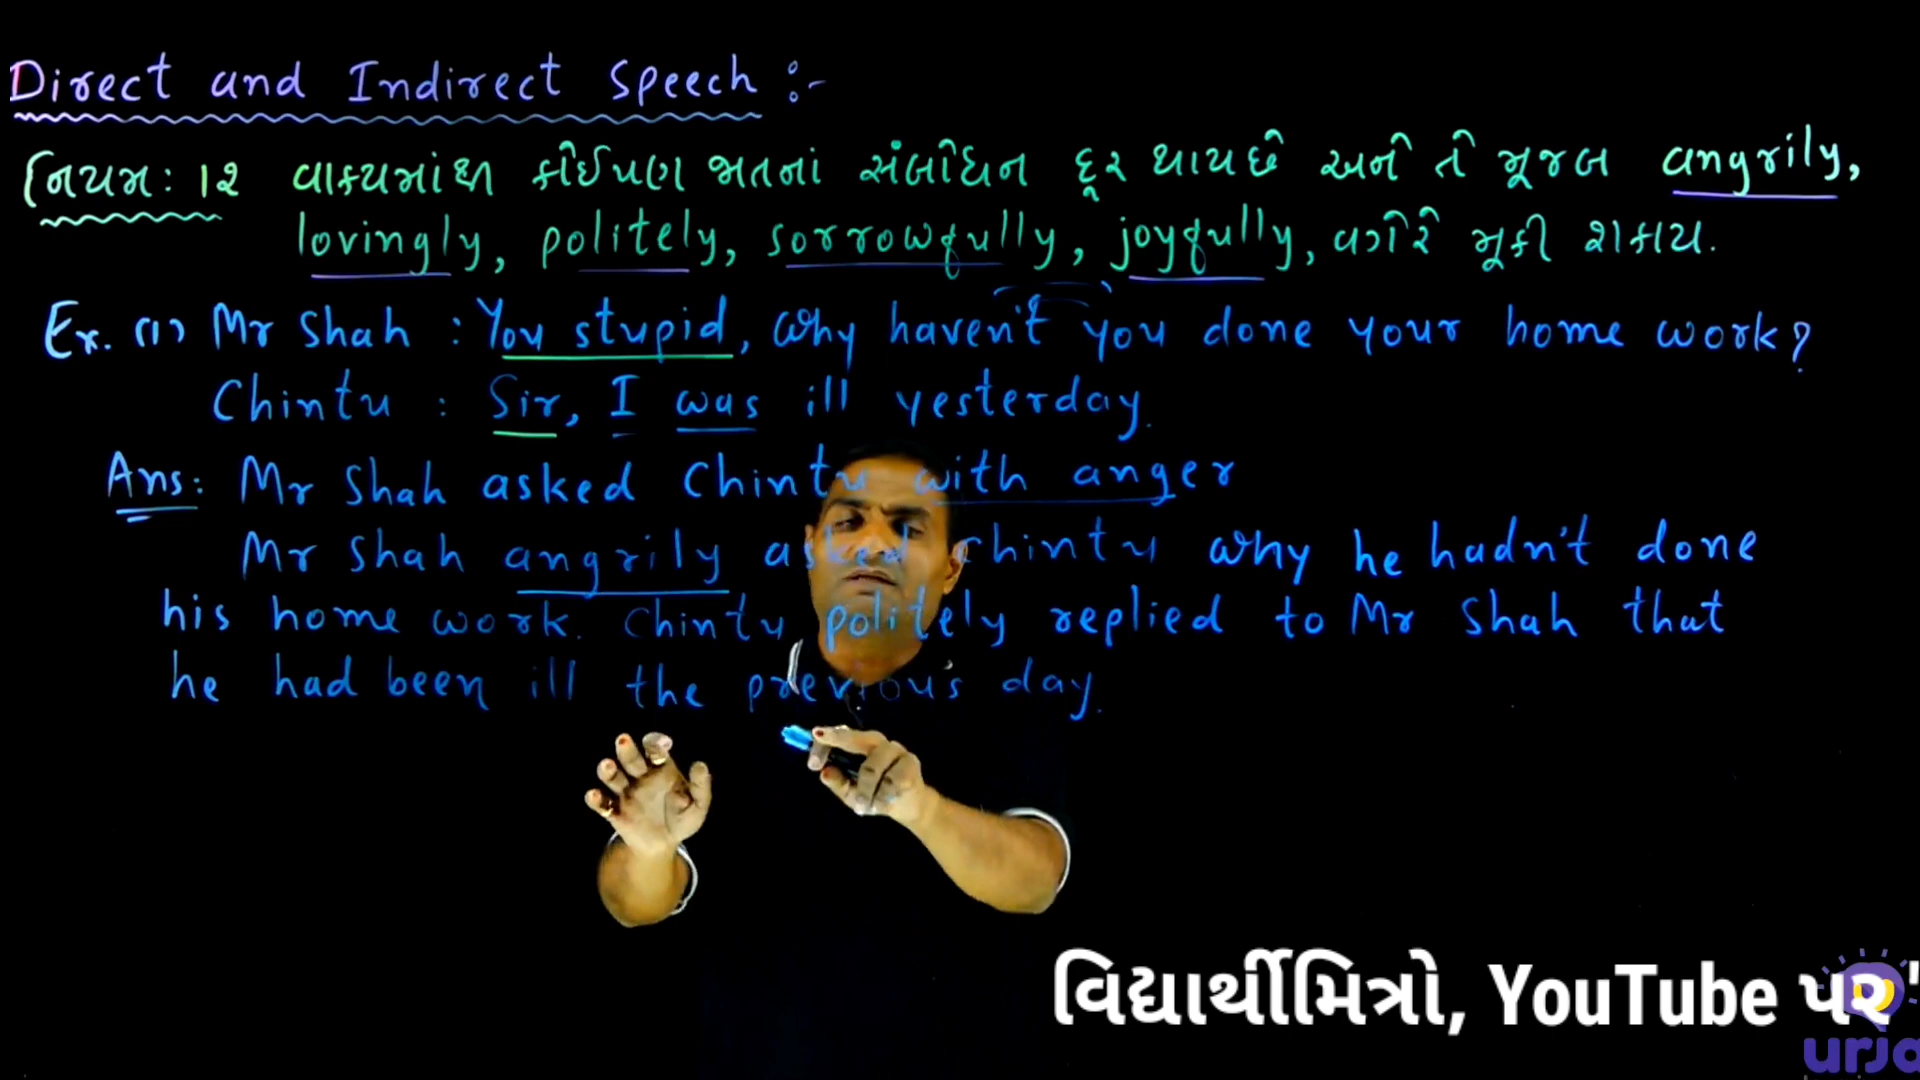 Direct and Indirect Speech :-
નિયમ: ૧૨ વાક્યમાંથી કોઈપણ જાતનાં સંબોધન દૂર થાય છે અને તે મૂજબ angrily,
lovingly, politely, sorrowfully, joyfully, વગેરે મૂકી શકાય.
Ex. (1) Mr Shah : You stupid, why haven't you done your home work?
Chintu : Sir, I was ill yesterday.
Ans: Mr Shah asked Chintu with anger
Mr Shah angrily asked Chintu why he hadn't done
his home work. Chintu politely replied to Mr Shah that
he had been ill the previous day.
વિદ્યાર્થીમિત્રો, YouTube પર "
urja